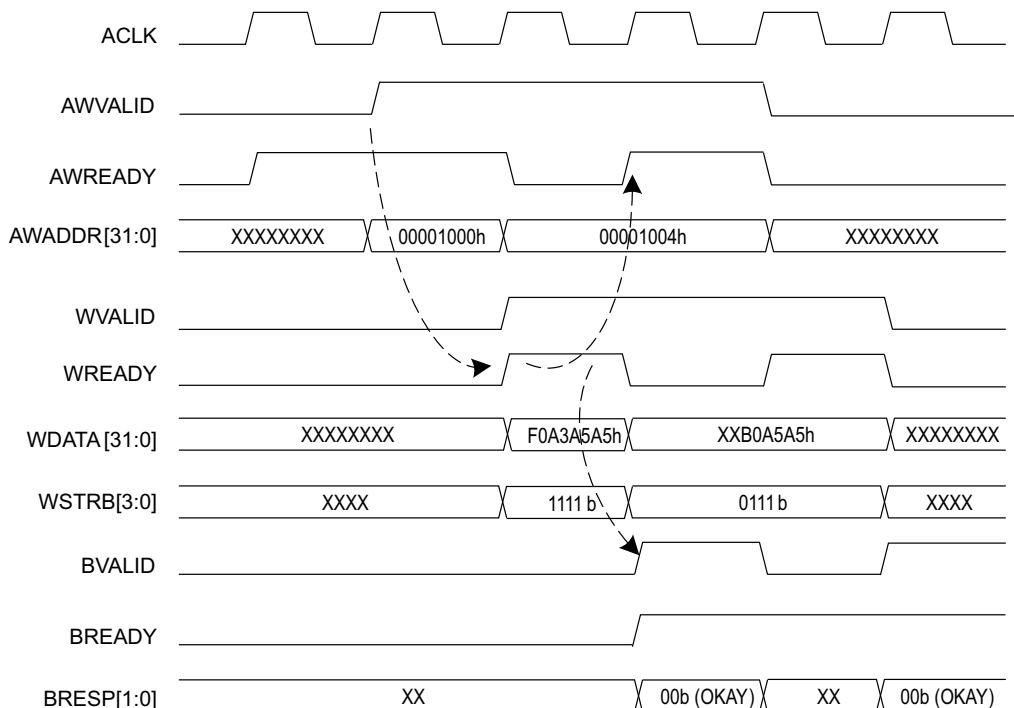 ACLK
AWVALID
AWREADY
AWADDR[31:0] XXXXXXXX 00001000h 00001004h XXXXXXXX
WVALID
WREADY
WDATA[31:0] XXXXXXXX F0A3A5A5h XXB0A5A5h XXXXXXXX
WSTRB[3:0] XXXX 1111 b 0111 b XXXX
BVALID
BREADY
BRESP[1:0] XX 00b (OKAY) XX 00b (OKAY)